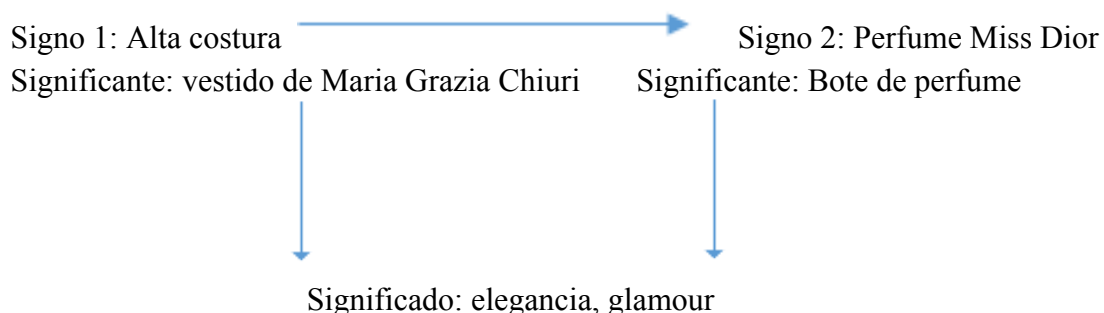 Signo 1: Alta costura Signo 2: Perfume Miss Dior
Significante: vestido de Maria Grazia Chiuri Significante: Bote de perfume
Significado: elegancia, glamour